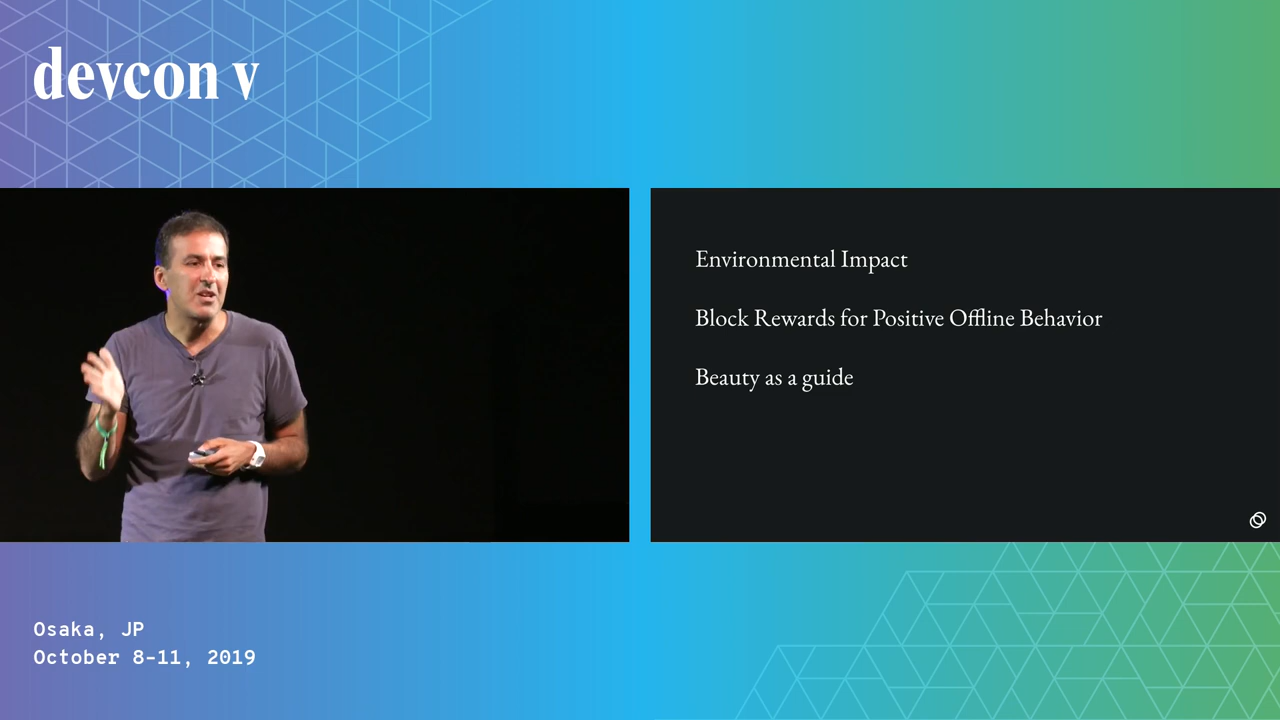 devcon v
Environmental Impact
Block Rewards for Positive Offline Behavior
Beauty as a guide
Osaka, JP
October 8-11, 2019